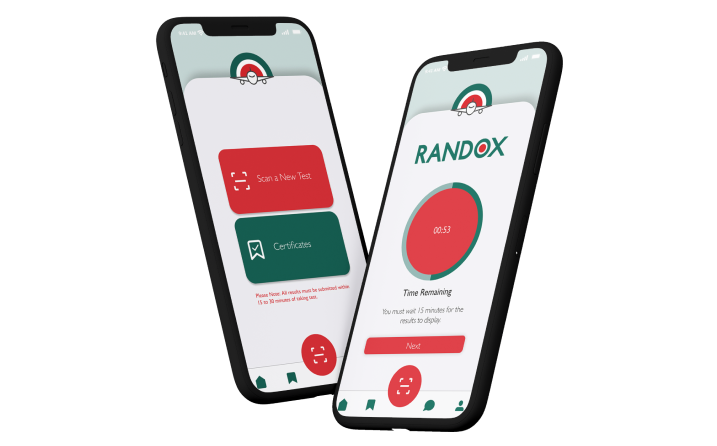 Scan a New Test
Certificates
Please Note: All results must be submitted within
15 to 30 minutes of taking test.
RANDOX
00:53
Time Remaining
You must wait 15 minutes for the
results to display.
Next